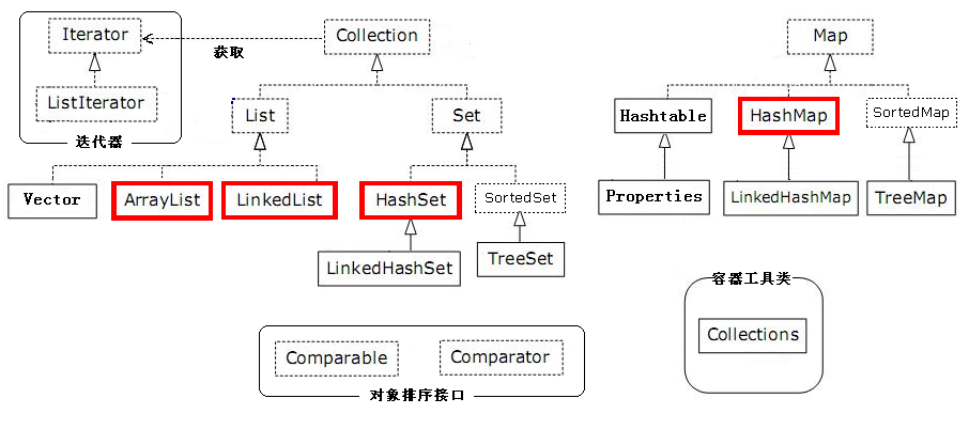 Iterator
Collection
Map
获取
ListIterator
迭代器
List
Set
Hashtable
HashMap
SortedMap
Vector
ArrayList
LinkedList
HashSet
SortedSet
Properties
LinkedHashMap
TreeMap
LinkedHashSet
TreeSet
容器工具类
Collections
Comparable
Comparator
对象排序接口